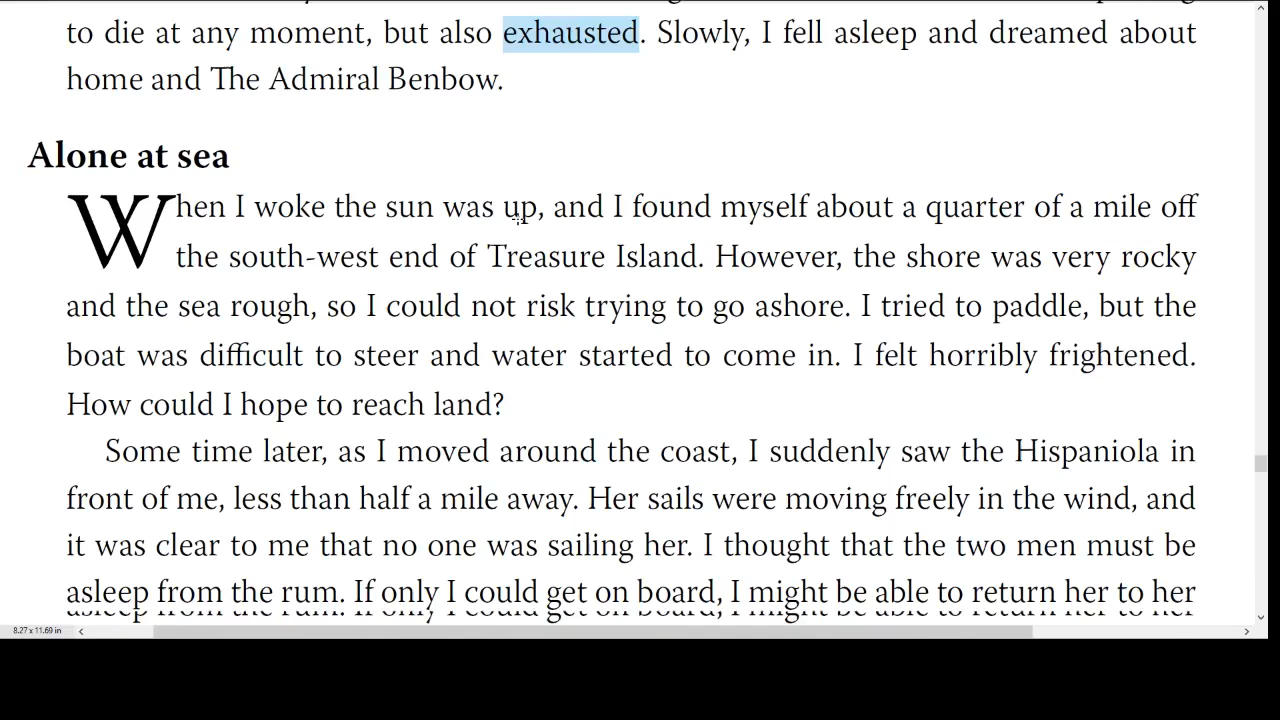 to die at any moment, but also exhausted. Slowly, I fell asleep and dreamed about
home and The Admiral Benbow.
Alone at sea
When I woke the sun was up, and I found myself about a quarter of a mile off
the south-west end of Treasure Island. However, the shore was very rocky
and the sea rough, so I could not risk trying to go ashore. I tried to paddle, but the
boat was difficult to steer and water started to come in. I felt horribly frightened.
How could I hope to reach land?
Some time later, as I moved around the coast, I suddenly saw the Hispaniola in
front of me, less than half a mile away. Her sails were moving freely in the wind, and
it was clear to me that no one was sailing her. I thought that the two men must be
asleep from the rum. If only I could get on board, I might be able to return her to her
8.27 x 11.69 in